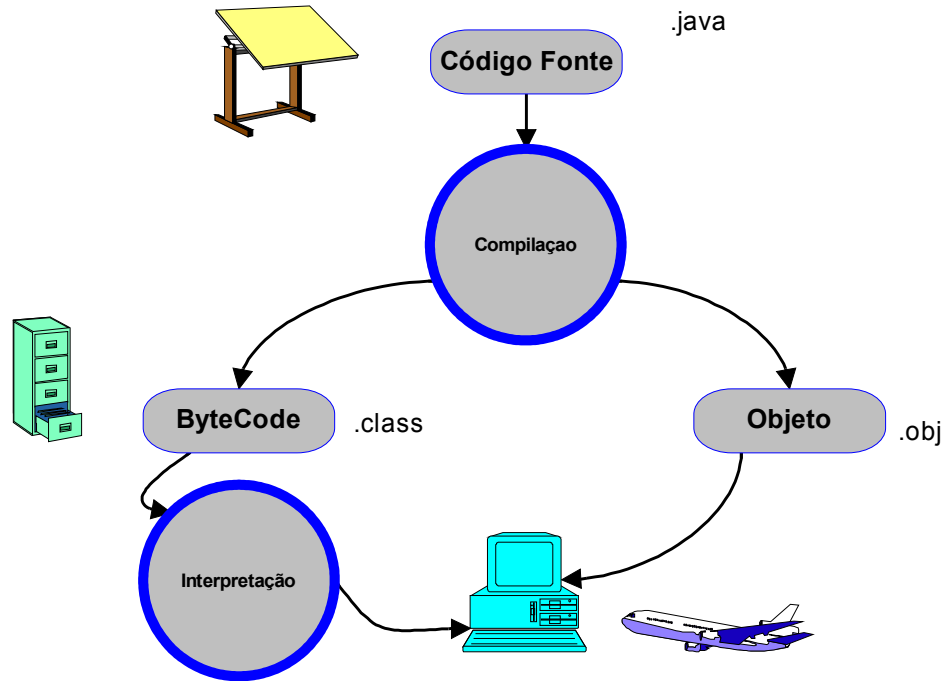 .java
Código Fonte
Compilaçao
ByteCode
.class
Objeto
.obj
Interpretação